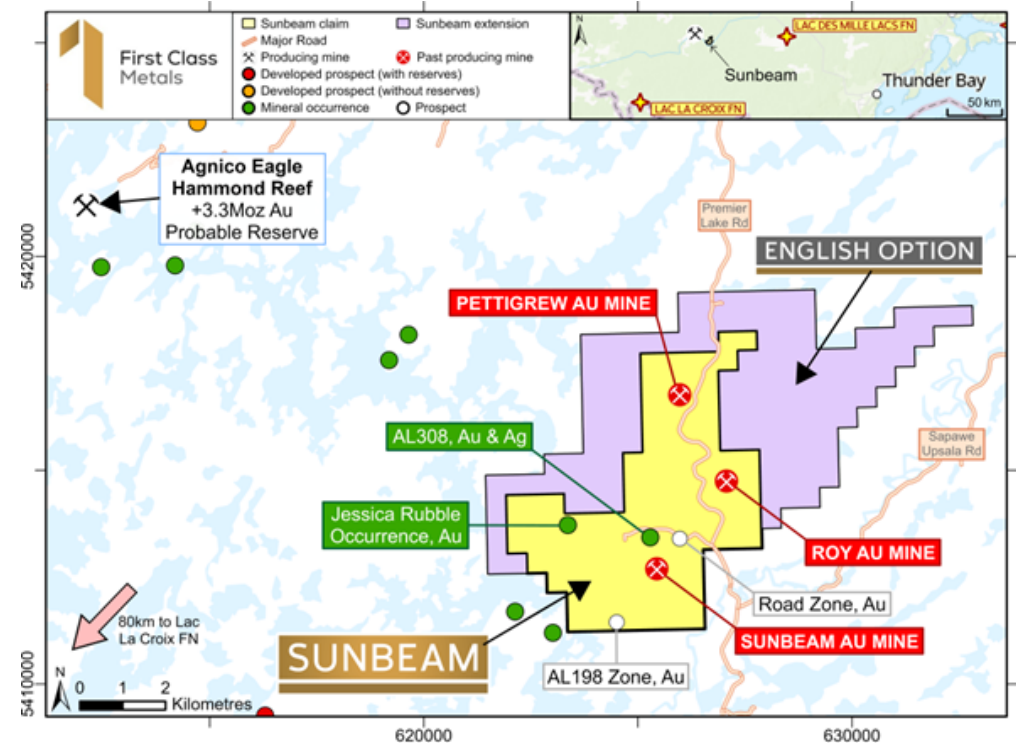 First Class
Metals
Sunbeam claim
Sunbeam extension
Major Road
Producing mine
Past producing mine
Developed prospect (with reserves)
Developed prospect (without reserves)
Mineral occurrence
Prospect
N
LAC DES MILLE LACS FN
Sunbeam
Thunder Bay
LAC LA CROIX FN
50 km
Agnico Eagle
Hammond Reef
+3.3Moz Au
Probable Reserve
Premier
Lake Rd
ENGLISH OPTION
PETTIGREW AU MINE
AL308, Au & Ag
Sapawe
Upsala Rd
Jessica Rubble
Occurrence, Au
ROY AU MINE
Road Zone, Au
80km to Lac
La Croix FN
SUNBEAM AU MINE
SUNBEAM
AL198 Zone, Au
N
0 1 2
Kilometres
5420000
5410000
620000
630000